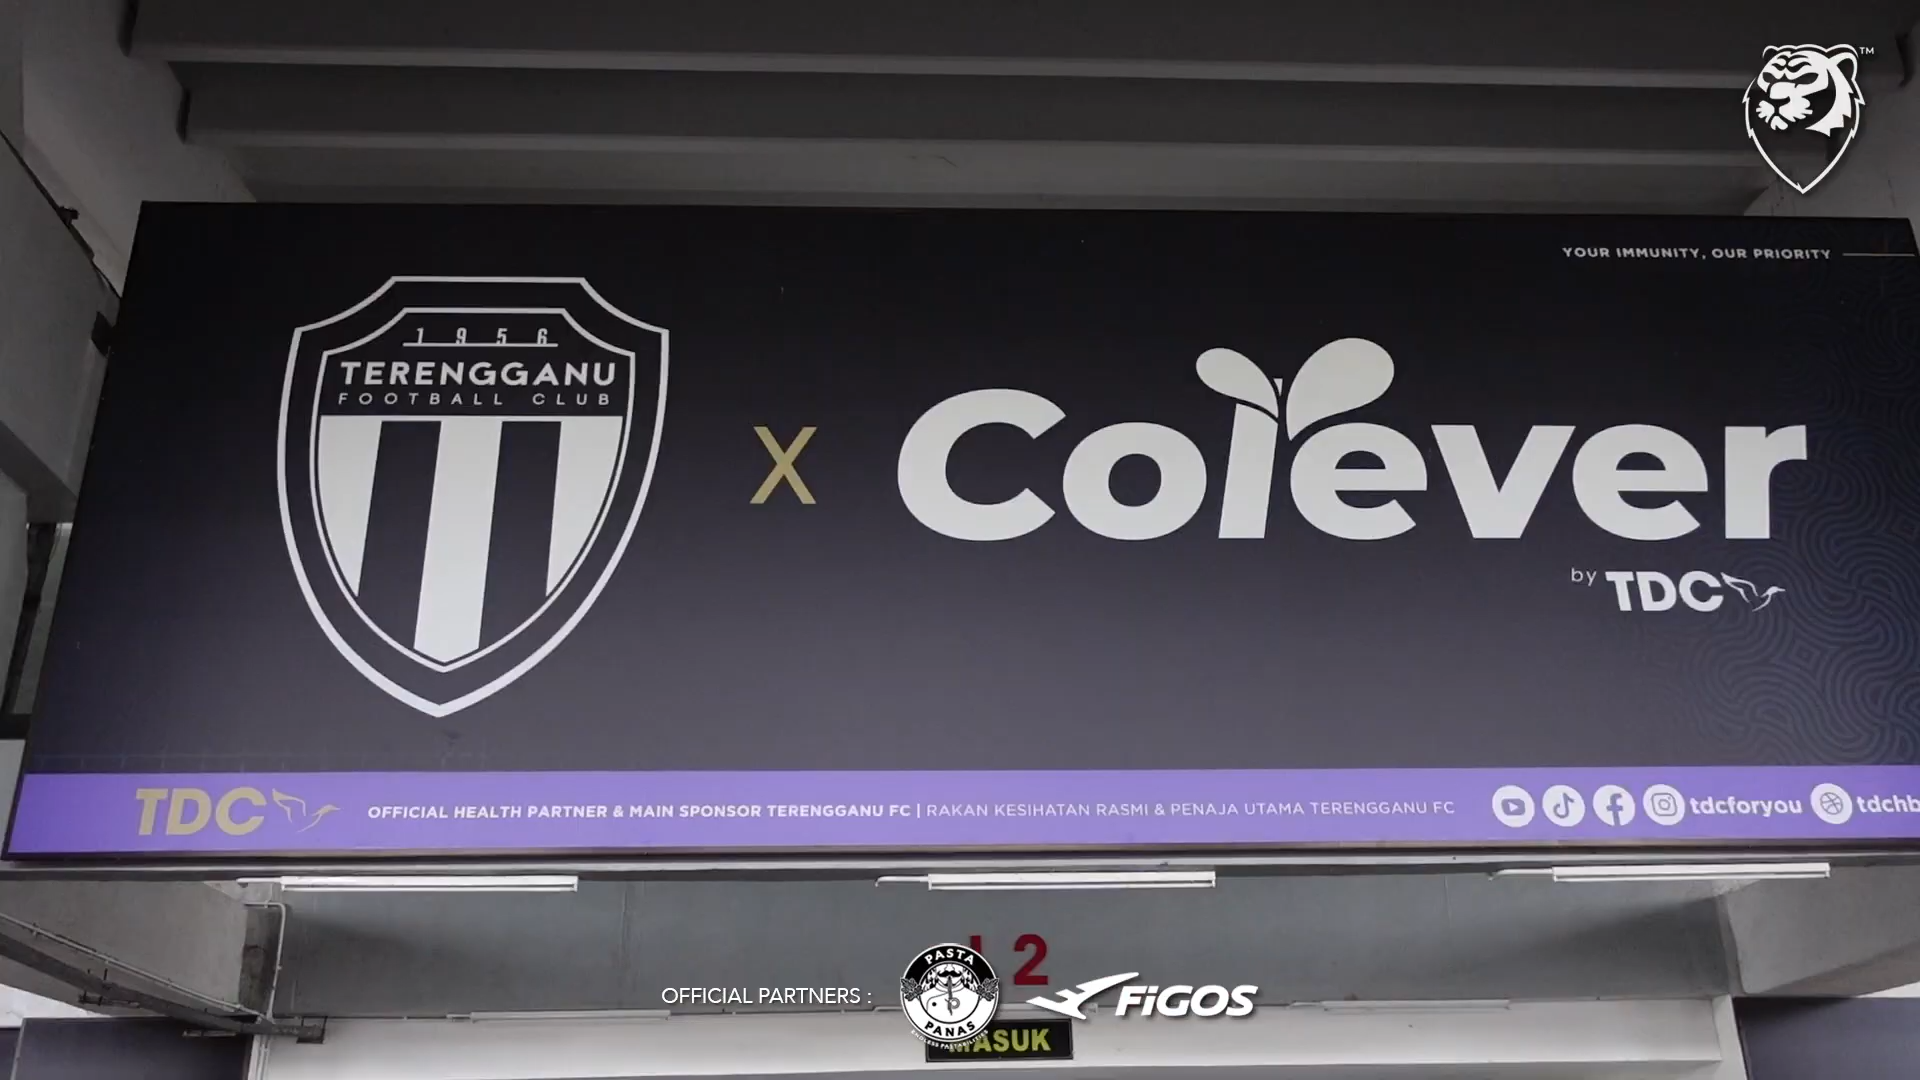 TM
YOUR IMMUNITY, OUR PRIORITY
1956
TERENGGANU
FOOTBALL CLUB
X
Colever
by TDC
TDC
OFFICIAL HEALTH PARTNER & MAIN SPONSOR TERENGGANU FC | RAKAN KESIHATAN RASMI & PENAJA UTAMA TERENGGANU FC
tdcforyou
2
OFFICIAL PARTNERS :
PASTA
PANAS
FiGOS
MASUK